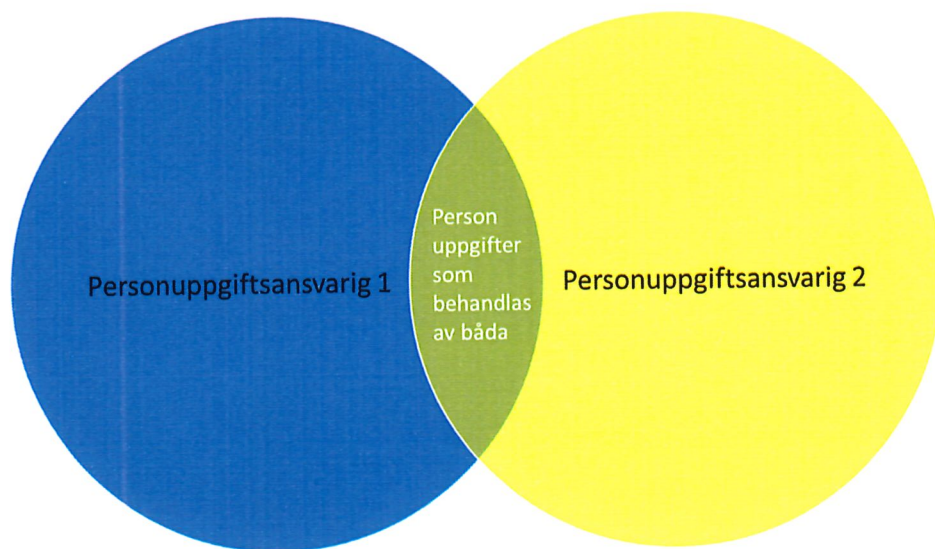 Personuppgiftsansvarig 1
Person
uppgifter
som
behandlas
av båda
Personuppgiftsansvarig 2